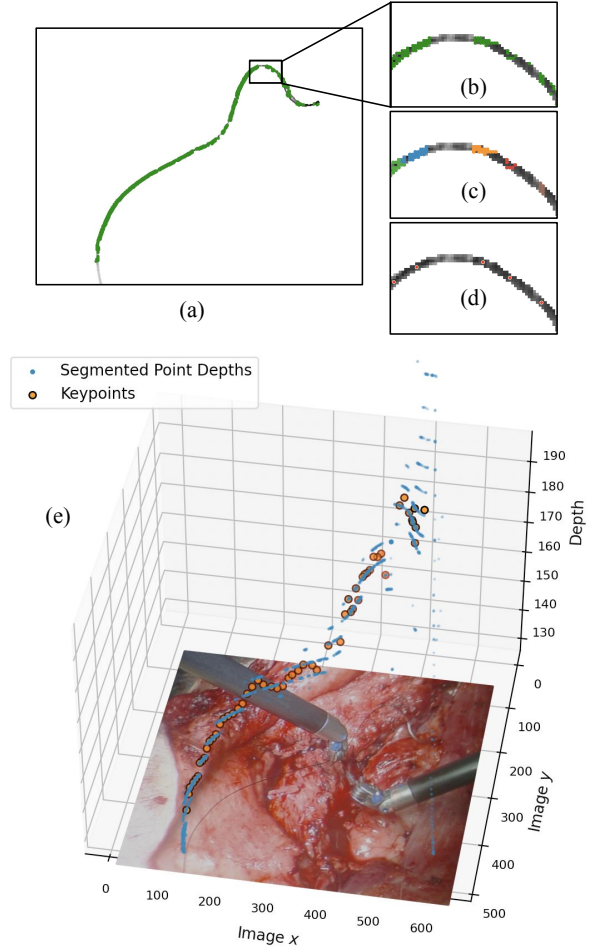 (b)
(c)
(a)
(d)
Segmented Point Depths
Keypoints
(e)
190
180
170
160
150
140
130
Depth
0
100
200
300
400
500
Image y
0
100
200
300
400
500
600
Image x